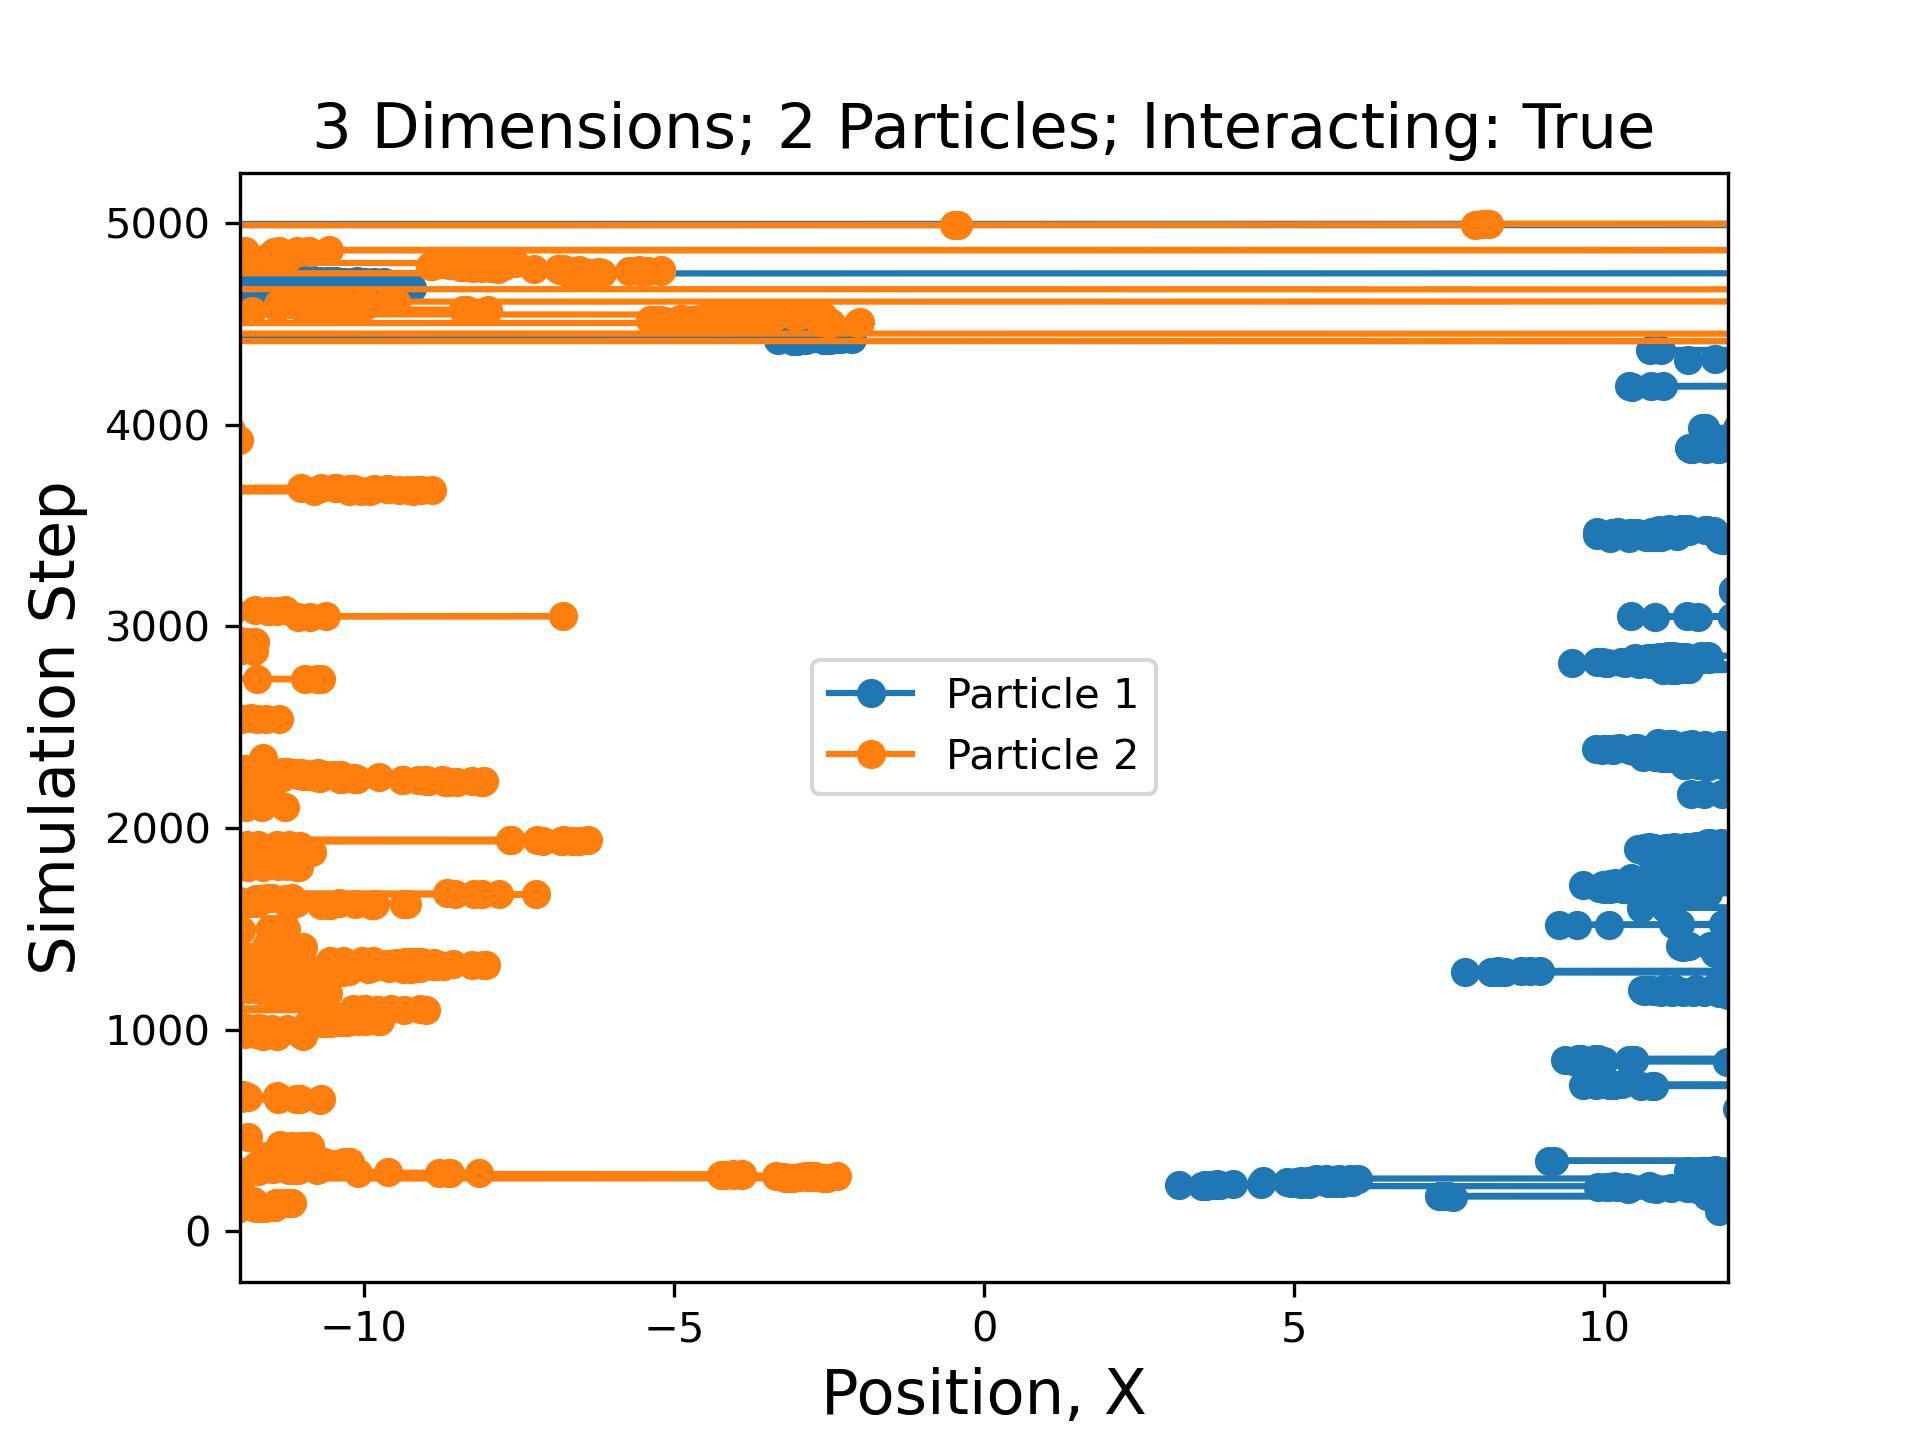 3 Dimensions; 2 Particles; Interacting: True
Simulation Step
5000
4000
3000
2000
1000
0
Particle 1
Particle 2
−10
−5
0
5
10
Position, X